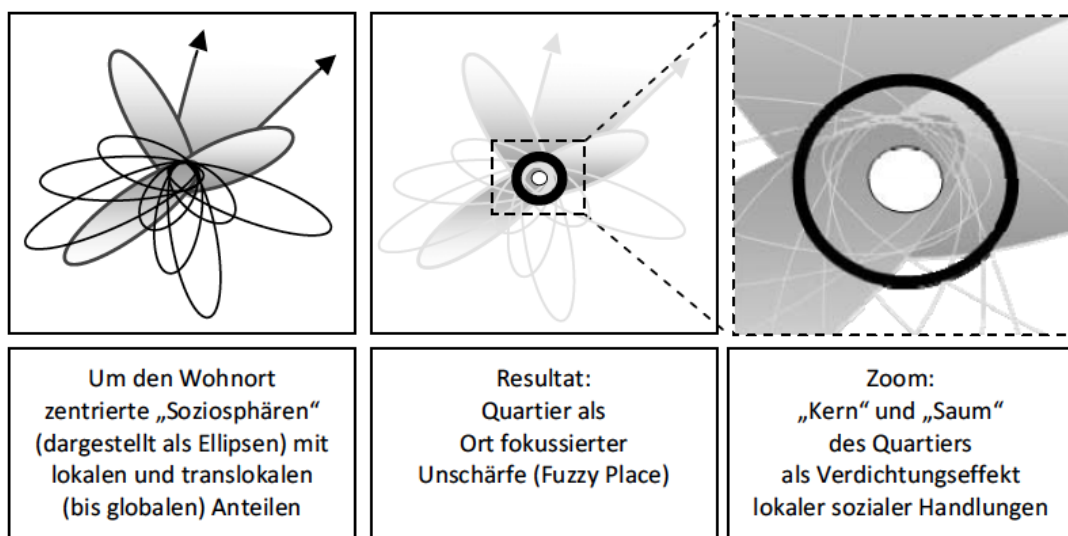 Um den Wohnort
zentrierte „Soziosphären“
(dargestellt als Ellipsen) mit
lokalen und translokalen
(bis globalen) Anteilen
Resultat:
Quartier als
Ort fokussierter
Unschärfe (Fuzzy Place)
Zoom:
„Kern“ und „Saum“
des Quartiers
als Verdichtungseffekt
lokaler sozialer Handlungen